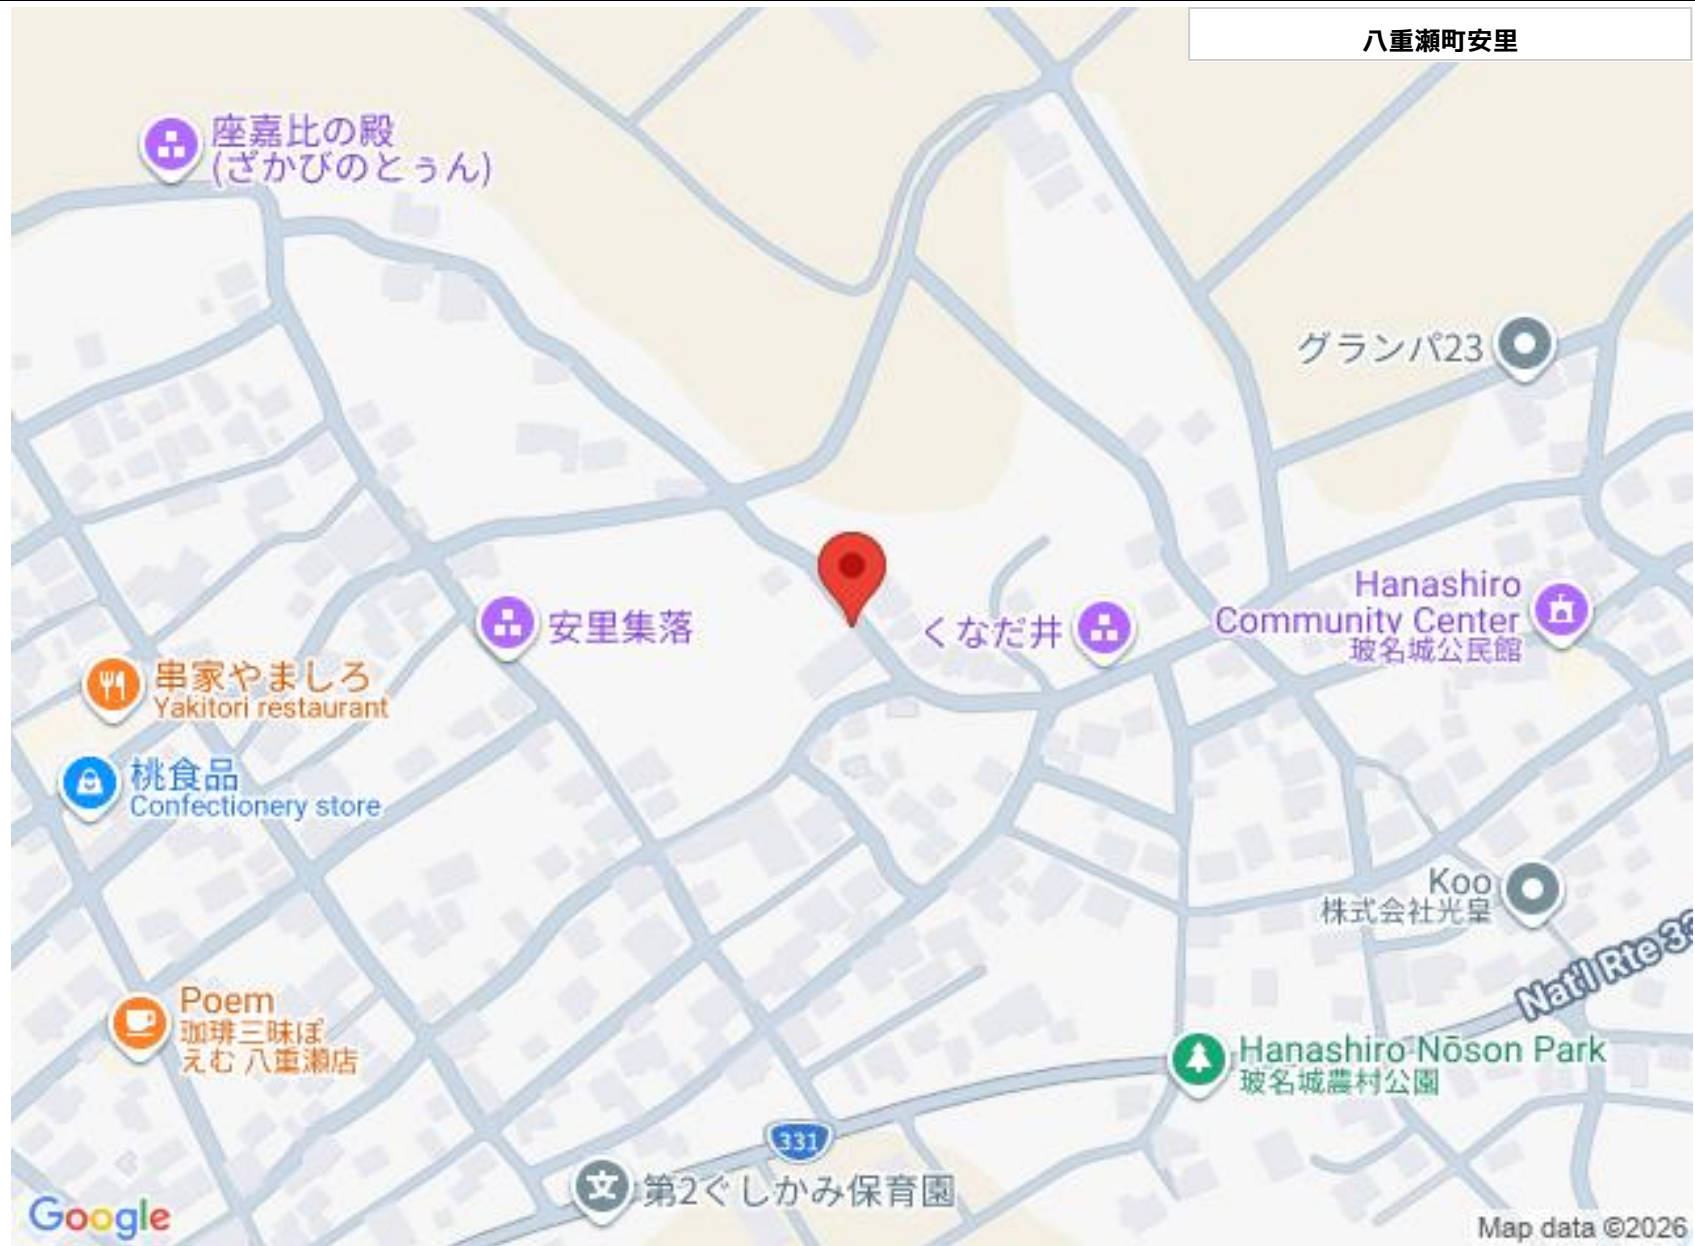 八重瀬町安里
座嘉比の殿
(ざかびのとぅん)
グランパ23
Hanashiro
Community Center
玻名城公民館
くなだ井
安里集落
串家やましろ
Yakitori restaurant
桃食品
Confectionery store
Koo
株式会社光皇
Nat'l Rte 33
Poem
珈琲三昧ぽ
えむ 八重瀬店
Hanashiro Nōson Park
玻名城農村公園
331
第2ぐしかみ保育園
Google
Map data ©2026